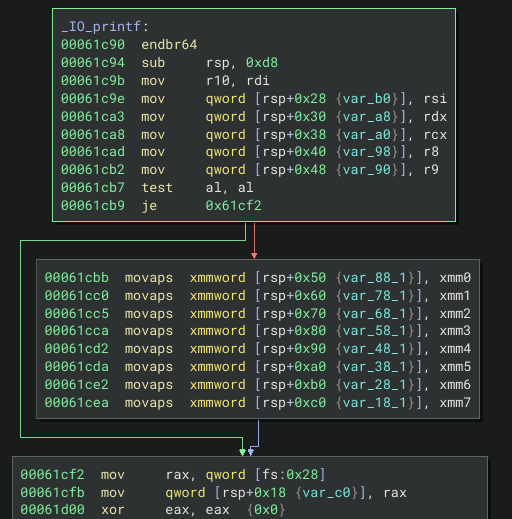 _IO_printf:
00061c90  endbr64
00061c94  sub     rsp, 0xd8
00061c9b  mov     r10, rdi
00061c9e  mov     qword [rsp+0x28 {var_b0}], rsi
00061ca3  mov     qword [rsp+0x30 {var_a8}], rdx
00061ca8  mov     qword [rsp+0x38 {var_a0}], rcx
00061cad  mov     qword [rsp+0x40 {var_98}], r8
00061cb2  mov     qword [rsp+0x48 {var_90}], r9
00061cb7  test    al, al
00061cb9  je      0x61cf2
00061cbb  movaps  xmmword [rsp+0x50 {var_88_1}], xmm0
00061cc0  movaps  xmmword [rsp+0x60 {var_78_1}], xmm1
00061cc5  movaps  xmmword [rsp+0x70 {var_68_1}], xmm2
00061cca  movaps  xmmword [rsp+0x80 {var_58_1}], xmm3
00061cd2  movaps  xmmword [rsp+0x90 {var_48_1}], xmm4
00061cda  movaps  xmmword [rsp+0xa0 {var_38_1}], xmm5
00061ce2  movaps  xmmword [rsp+0xb0 {var_28_1}], xmm6
00061cea  movaps  xmmword [rsp+0xc0 {var_18_1}], xmm7
00061cf2  mov     rax, qword [fs:0x28]
00061cfb  mov     qword [rsp+0x18 {var_c0}], rax
00061d00  xor     eax, eax  {0x0}